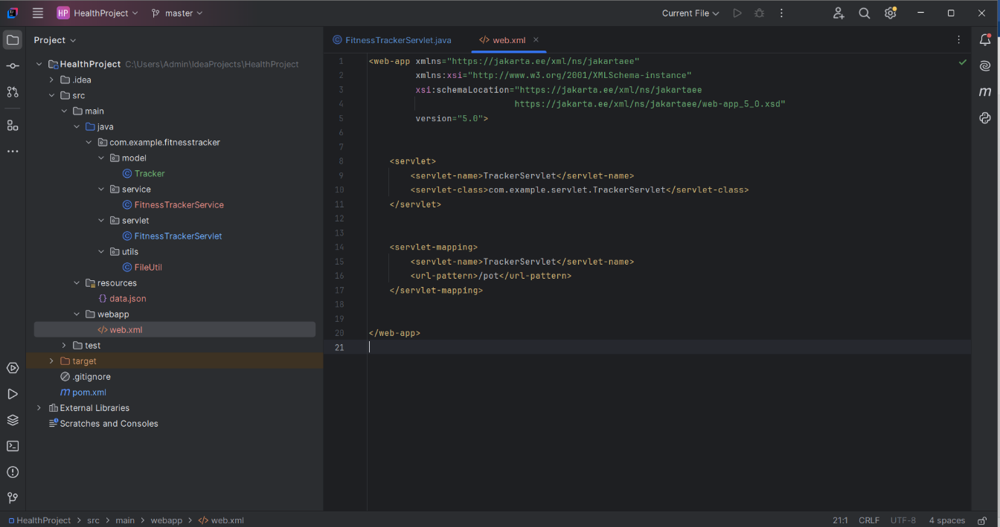 HP HealthProject master Current File
Project
FitnessTrackerServlet.java
web.xml
HealthProject C:\Users\Admin\IdeaProjects\HealthProject
.idea
src
main
java
com.example.fitnesstracker
model
Tracker
service
FitnessTrackerService
servlet
FitnessTrackerServlet
utils
FileUtil
resources
data.json
webapp
web.xml
test
target
.gitignore
pom.xml
External Libraries
Scratches and Consoles
1 <web-app xmlns="https://jakarta.ee/xml/ns/jakartaee"
2 xmlns:xsi="http://www.w3.org/2001/XMLSchema-instance"
3 xsi:schemaLocation="https://jakarta.ee/xml/ns/jakartaee
4 https://jakarta.ee/xml/ns/jakartaee/web-app_5_0.xsd"
5 version="5.0">
6
7
8 <servlet>
9 <servlet-name>TrackerServlet</servlet-name>
10 <servlet-class>com.example.servlet.TrackerServlet</servlet-class>
11 </servlet>
12
13
14 <servlet-mapping>
15 <servlet-name>TrackerServlet</servlet-name>
16 <url-pattern>/pot</url-pattern>
17 </servlet-mapping>
18
19
20 </web-app>
21
HealthProject > src > main > webapp > web.xml
21:1 CRLF UTF-8 4 spaces